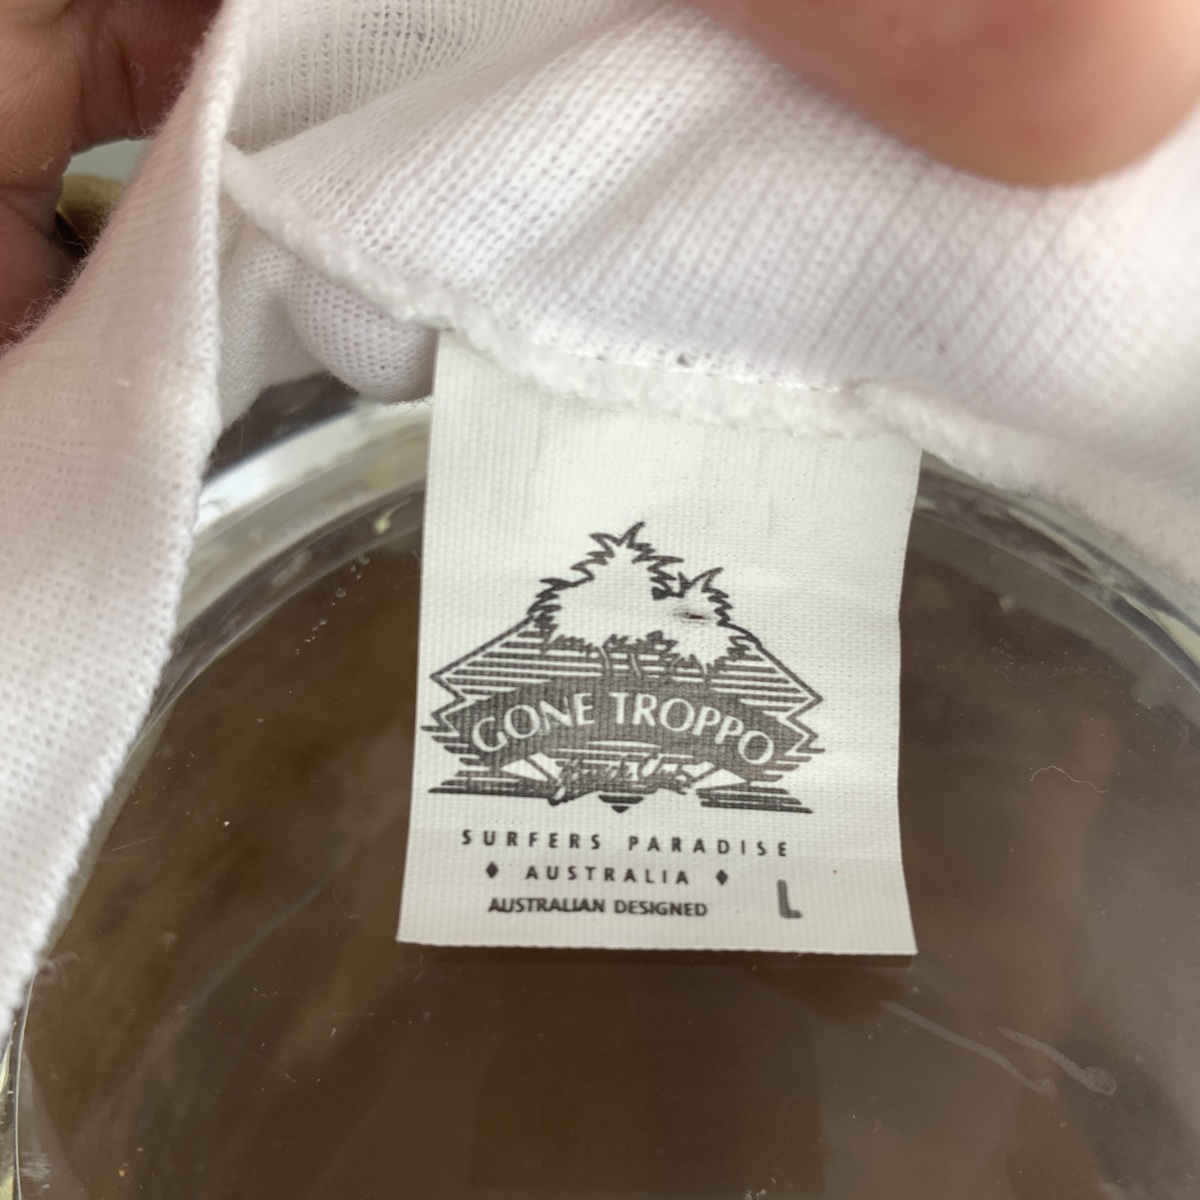 GONE TROPPO
SURFERS PARADISE
AUSTRALIA
AUSTRALIAN DESIGNED
L